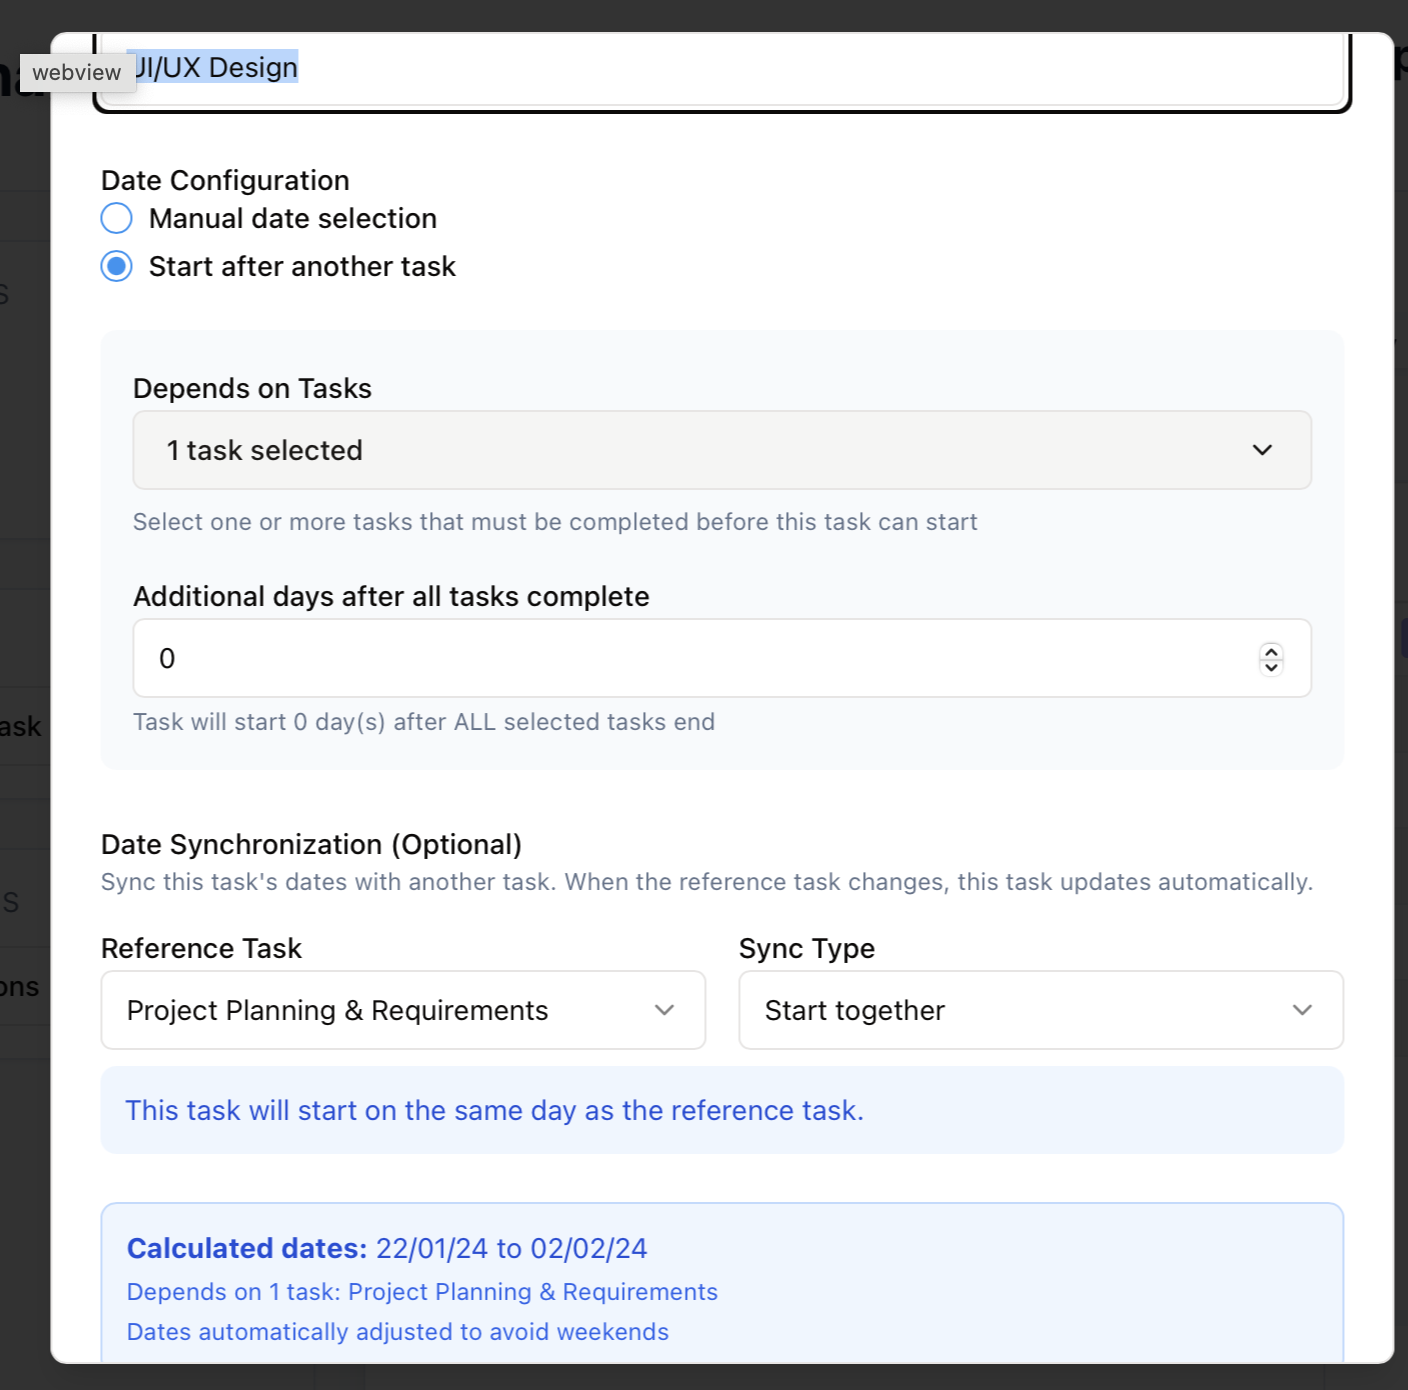 webview
UI/UX Design
Date Configuration
Manual date selection
Start after another task
Depends on Tasks
1 task selected
Select one or more tasks that must be completed before this task can start
Additional days after all tasks complete
0
Task will start 0 day(s) after ALL selected tasks end
ask
Date Synchronization (Optional)
Sync this task's dates with another task. When the reference task changes, this task updates automatically.
Reference Task
Sync Type
Project Planning & Requirements
Start together
ons
This task will start on the same day as the reference task.
Calculated dates: 22/01/24 to 02/02/24
Depends on 1 task: Project Planning & Requirements
Dates automatically adjusted to avoid weekends